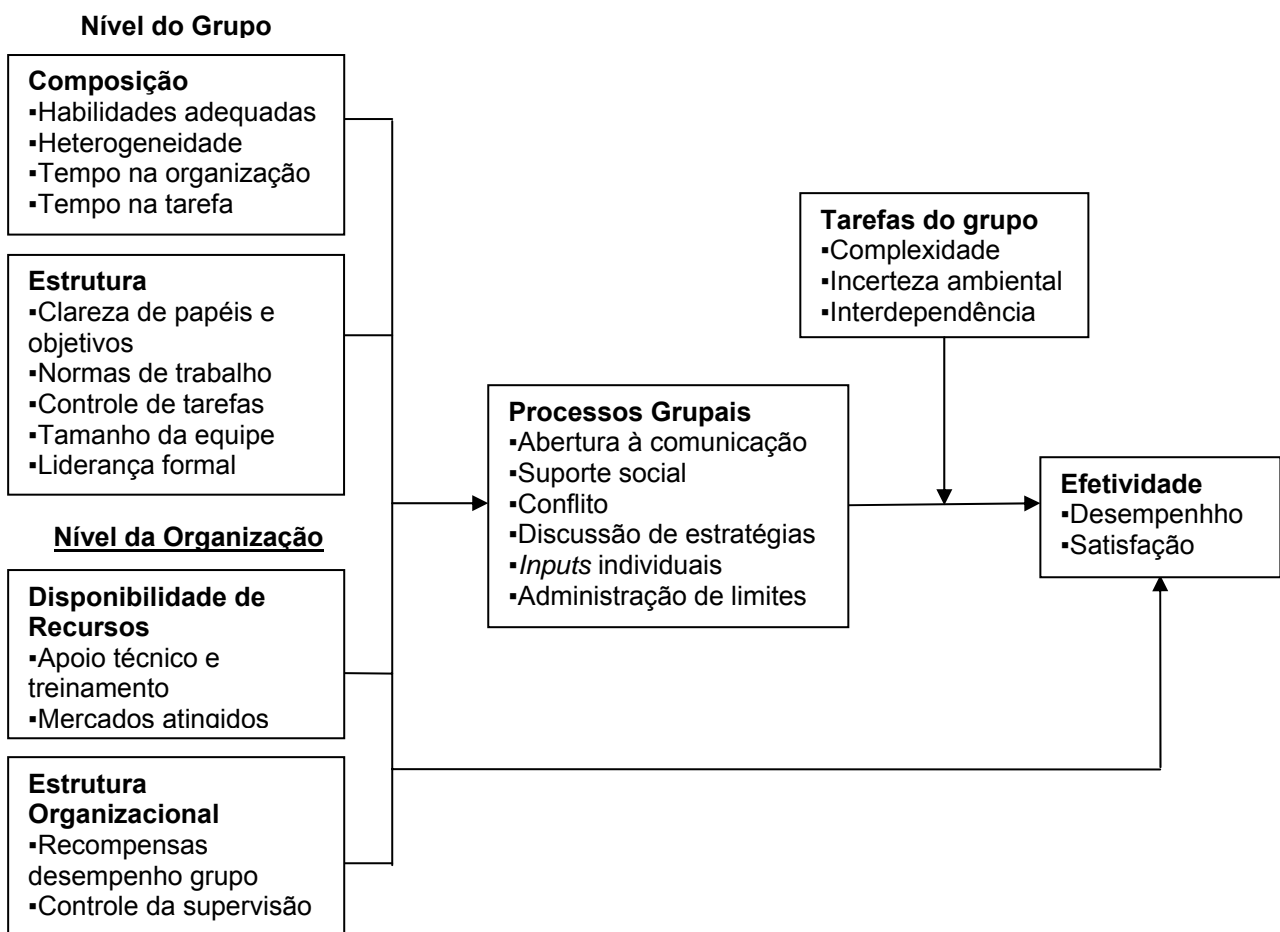 Nível do Grupo
Composição
▪Habilidades adequadas
▪Heterogeneidade
▪Tempo na organização
▪Tempo na tarefa
Estrutura
▪Clareza de papéis e
objetivos
▪Normas de trabalho
▪Controle de tarefas
▪Tamanho da equipe
▪Liderança formal
Nível da Organização
Disponibilidade de
Recursos
▪Apoio técnico e
treinamento
▪Mercados atingidos
Estrutura
Organizacional
▪Recompensas
desempenho grupo
▪Controle da supervisão
Processos Grupais
▪Abertura à comunicação
▪Suporte social
▪Conflito
▪Discussão de estratégias
▪Inputs individuais
▪Administração de limites
Tarefas do grupo
▪Complexidade
▪Incerteza ambiental
▪Interdependência
Efetividade
▪Desempenhho
▪Satisfação